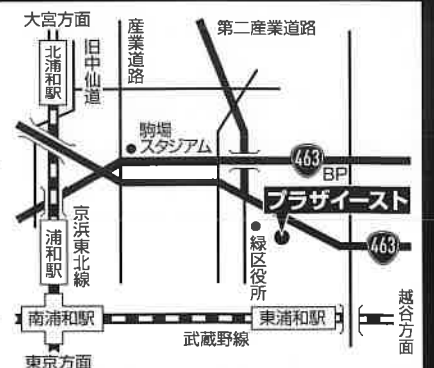 大宮方面
北浦和駅
旧中仙道
産業道路
第二産業道路
駒場
スタジアム
463
BP
プラザイースト
463
緑区役所
浦和駅
京浜東北線
南浦和駅
武蔵野線
東浦和駅
越谷方面
東京方面